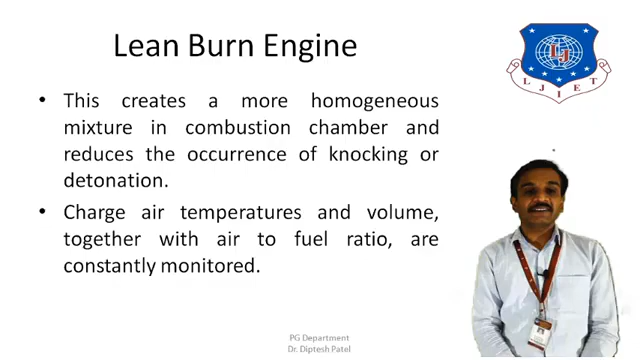 Lean Burn Engine
• This creates a more homogeneous
mixture in combustion chamber and
reduces the occurrence of knocking or
detonation.
• Charge air temperatures and volume,
together with air to fuel ratio, are
constantly monitored.
LJ
L J I E T
PG Department
Dr. Diptesh Patel